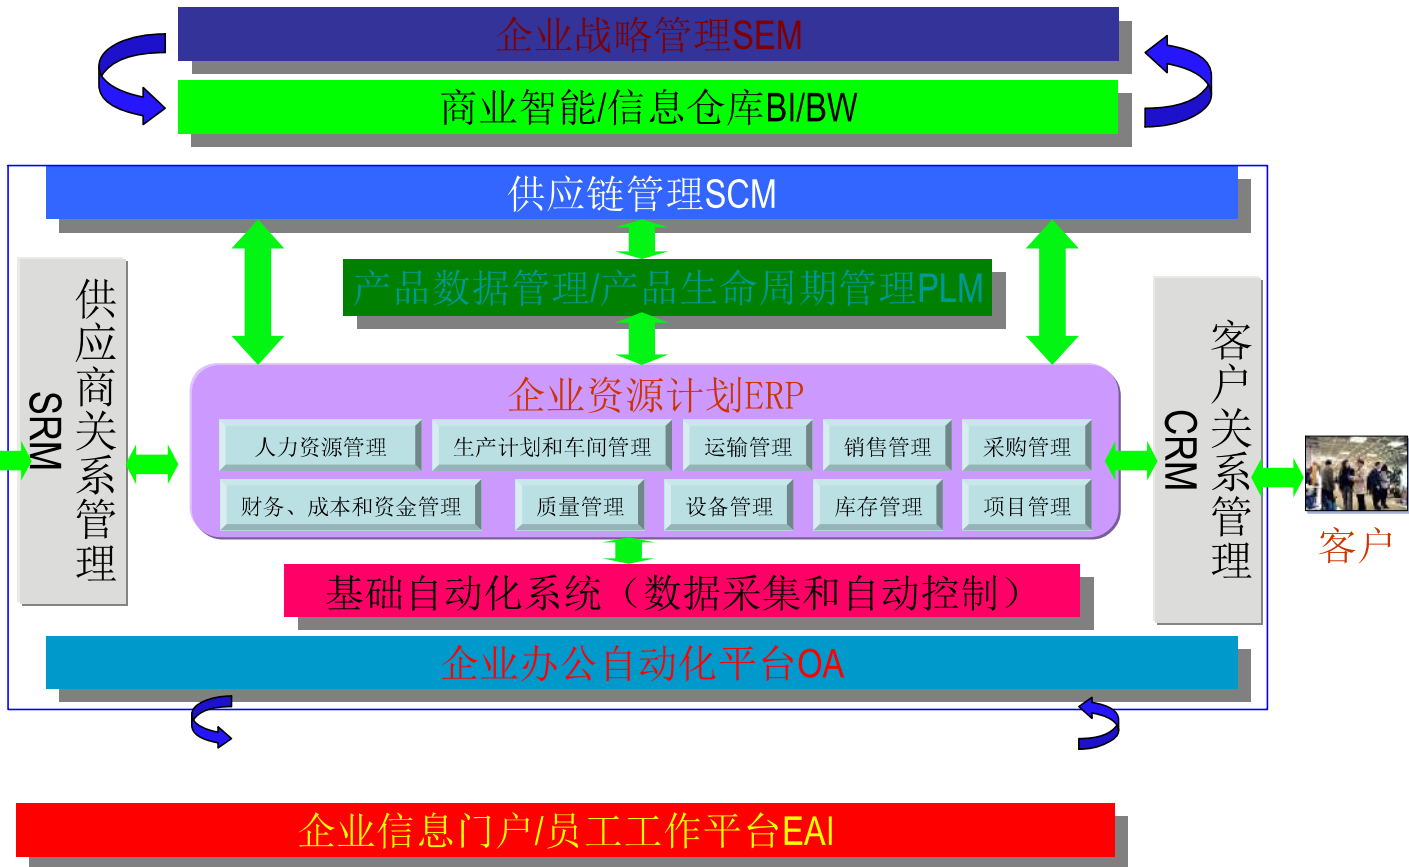 企业战略管理SEM
商业智能/信息仓库BI/BW
供应链管理SCM
产品数据管理/产品生命周期管理PLM
供应商关系管理
SRM
企业资源计划ERP
人力资源管理
生产计划和车间管理
运输管理
销售管理
采购管理
财务、成本和资金管理
质量管理
设备管理
库存管理
项目管理
客户关系管理
CRM
客户
基础自动化系统（数据采集和自动控制）
企业办公自动化平台OA
企业信息门户/员工工作平台EAI